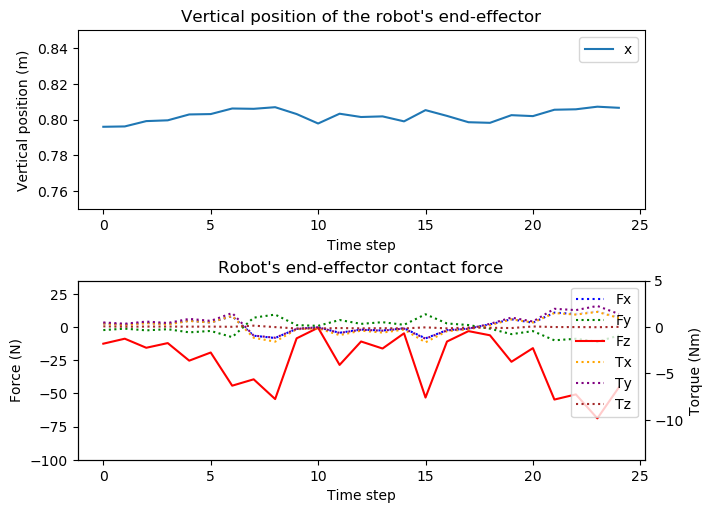 Vertical position of the robot's end-effector
Vertical position (m)
0.84
0.82
0.80
0.78
0.76
x
0 5 10 15 20 25
Time step
Robot's end-effector contact force
Force (N)
25
0
−25
−50
−75
−100
Fx
Fy
Fz
Tx
Ty
Tz
5
0
−5
−10
Torque (Nm)
0 5 10 15 20 25
Time step